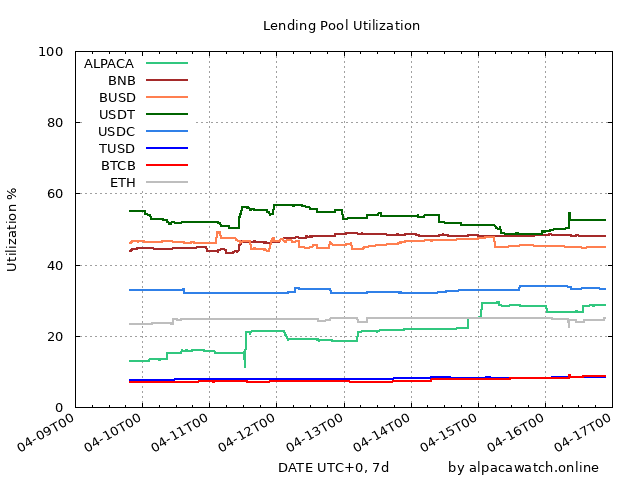 Lending Pool Utilization
100
80
60
40
20
0
Utilization %
ALPACA
BNB
BUSD
USDT
USDC
TUSD
BTCB
ETH
04-09T00
04-10T00
04-11T00
04-12T00
04-13T00
04-14T00
04-15T00
04-16T00
04-17T00
DATE UTC+0, 7d
by alpacawatch.online